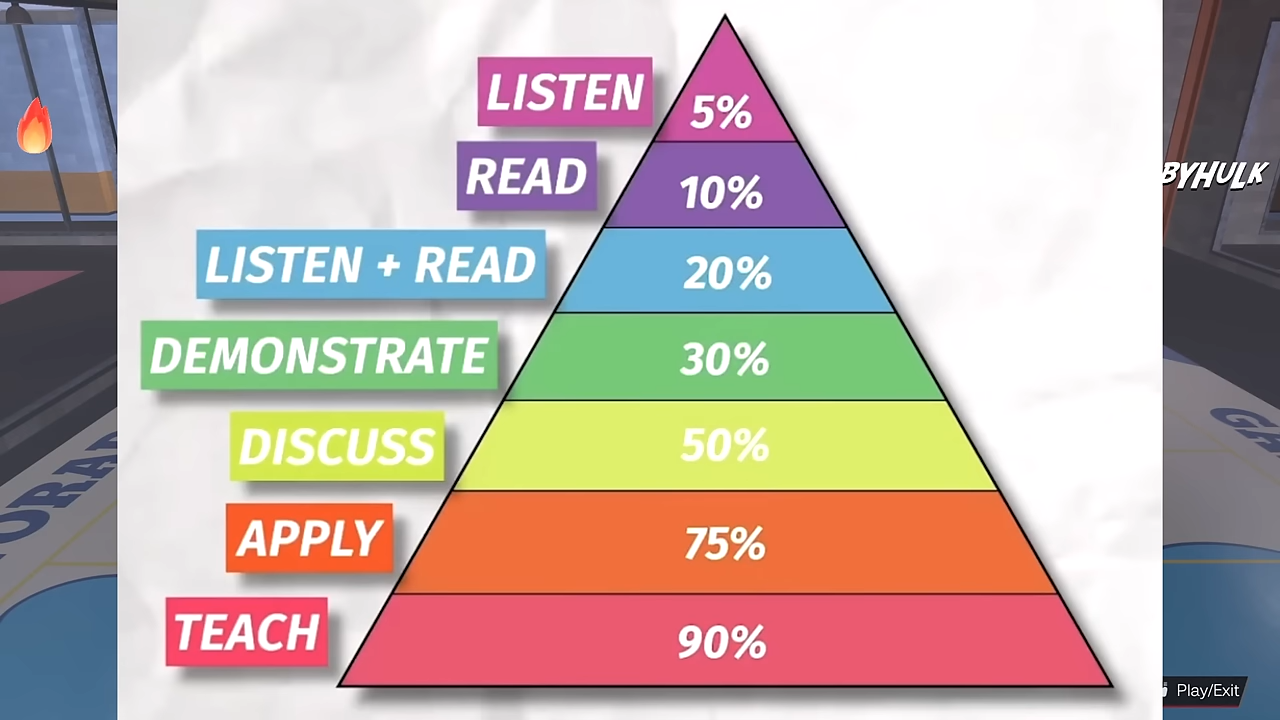 LISTEN
5%
READ
10%
LISTEN + READ
20%
DEMONSTRATE
30%
DISCUSS
50%
APPLY
75%
TEACH
90%
BYHULK
Play/Exit